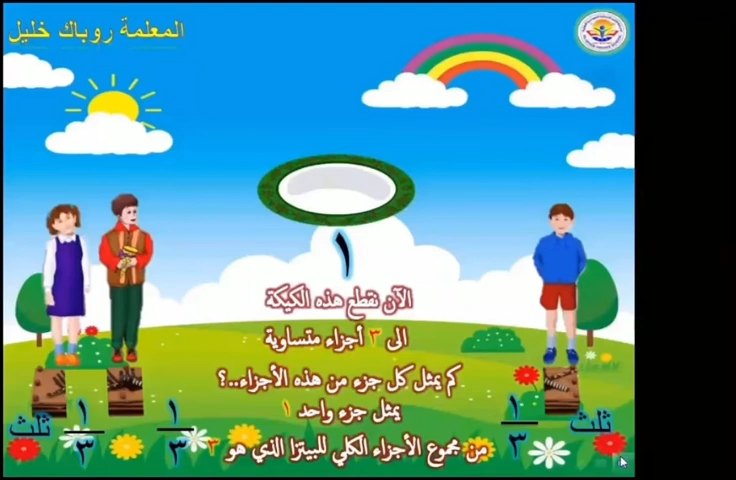 المعلمة روباك خليل
١
الآن نقطع هذه الكيكة
الى ٣ أجزاء متساوية
كم يمثل كل جزء من هذه الأجزاء..؟
يمثل جزء واحد ١
من مجموع الأجزاء الكلي للبيتزا الذي هو ٣
ثلث ١/٣
١/٣
١/٣ ثلث